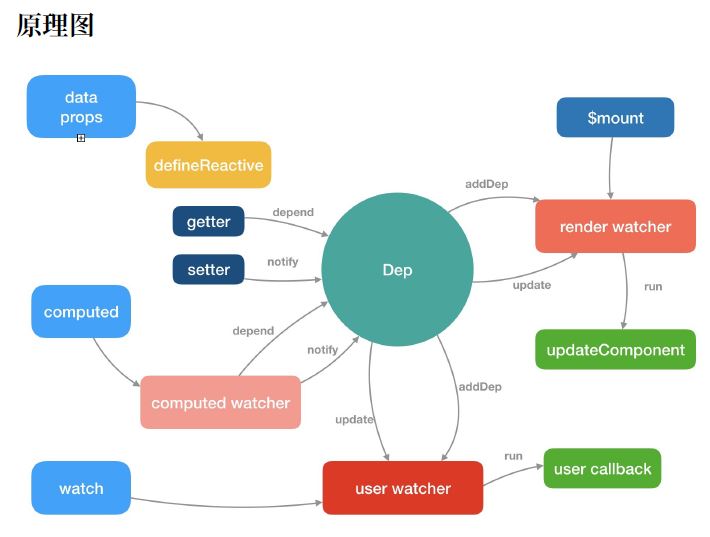 原理图
data
props
$mount
defineReactive
addDep
getter
depend
render watcher
setter
notify
Dep
update
run
computed
depend
notify
updateComponent
computed watcher
addDep
update
run
user callback
watch
user watcher